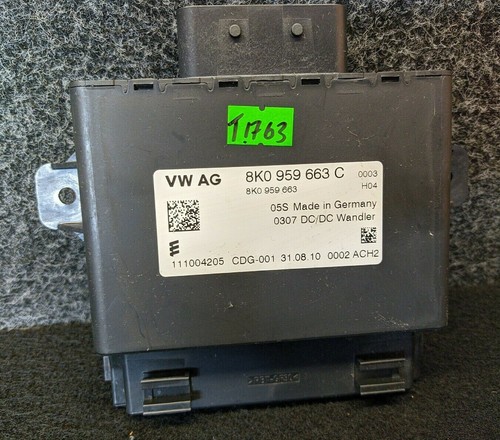 T.1763
VW AG 8K0 959 663 C 0003
8K0 959 663 H04
05S Made in Germany
0307 DC/DC Wandler
111004205 CDG-001 31.08.10 0002 ACH2